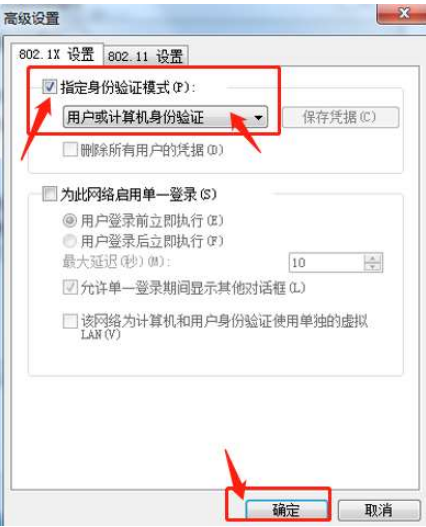 高级设置
802.1X 设置 802.11 设置
指定身份验证模式(P):
用户或计算机身份验证 保存凭据(C)
删除所有用户的凭据(D)
为此网络启用单一登录(S)
用户登录前立即执行(E)
用户登录后立即执行(F)
最大延迟(秒)(M): 10
允许单一登录期间显示其他对话框(L)
该网络为计算机和用户身份验证使用单独的虚拟
LAN(V)
确定 取消